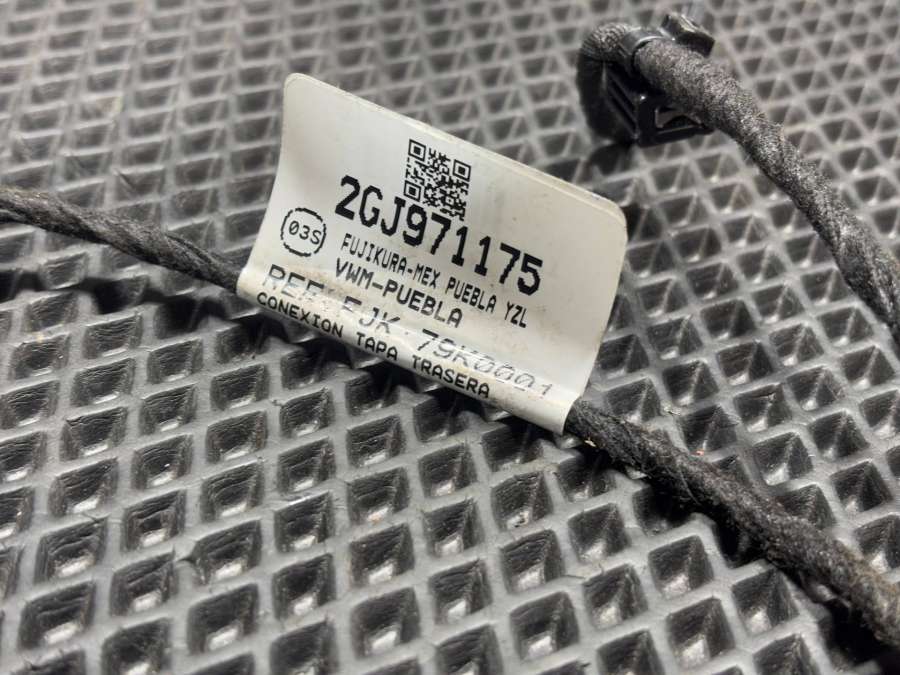 2GJ971175
03S
FUJIKURA-MEX PUEBLA YZL
VWM-PUEBLA
REF. FJK 79K0001
CONEXION TAPA TRASERA